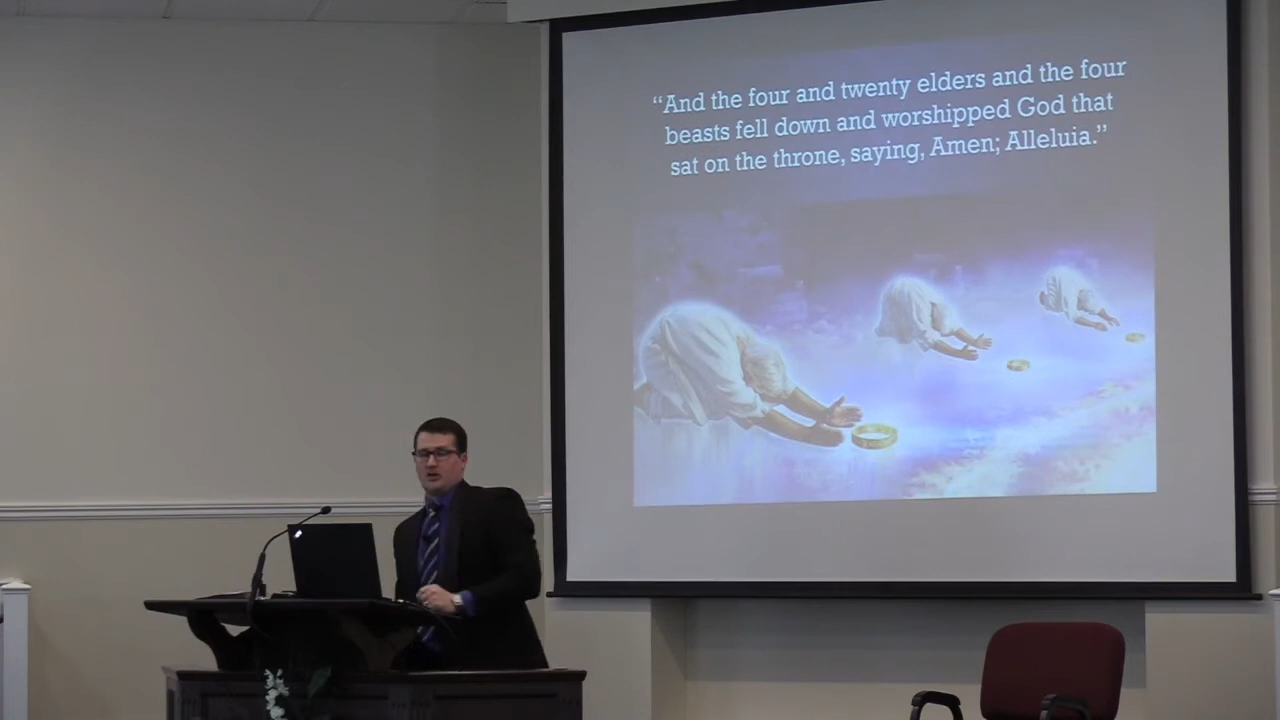 “And the four and twenty elders and the four
beasts fell down and worshipped God that
sat on the throne, saying, Amen; Alleluia.”